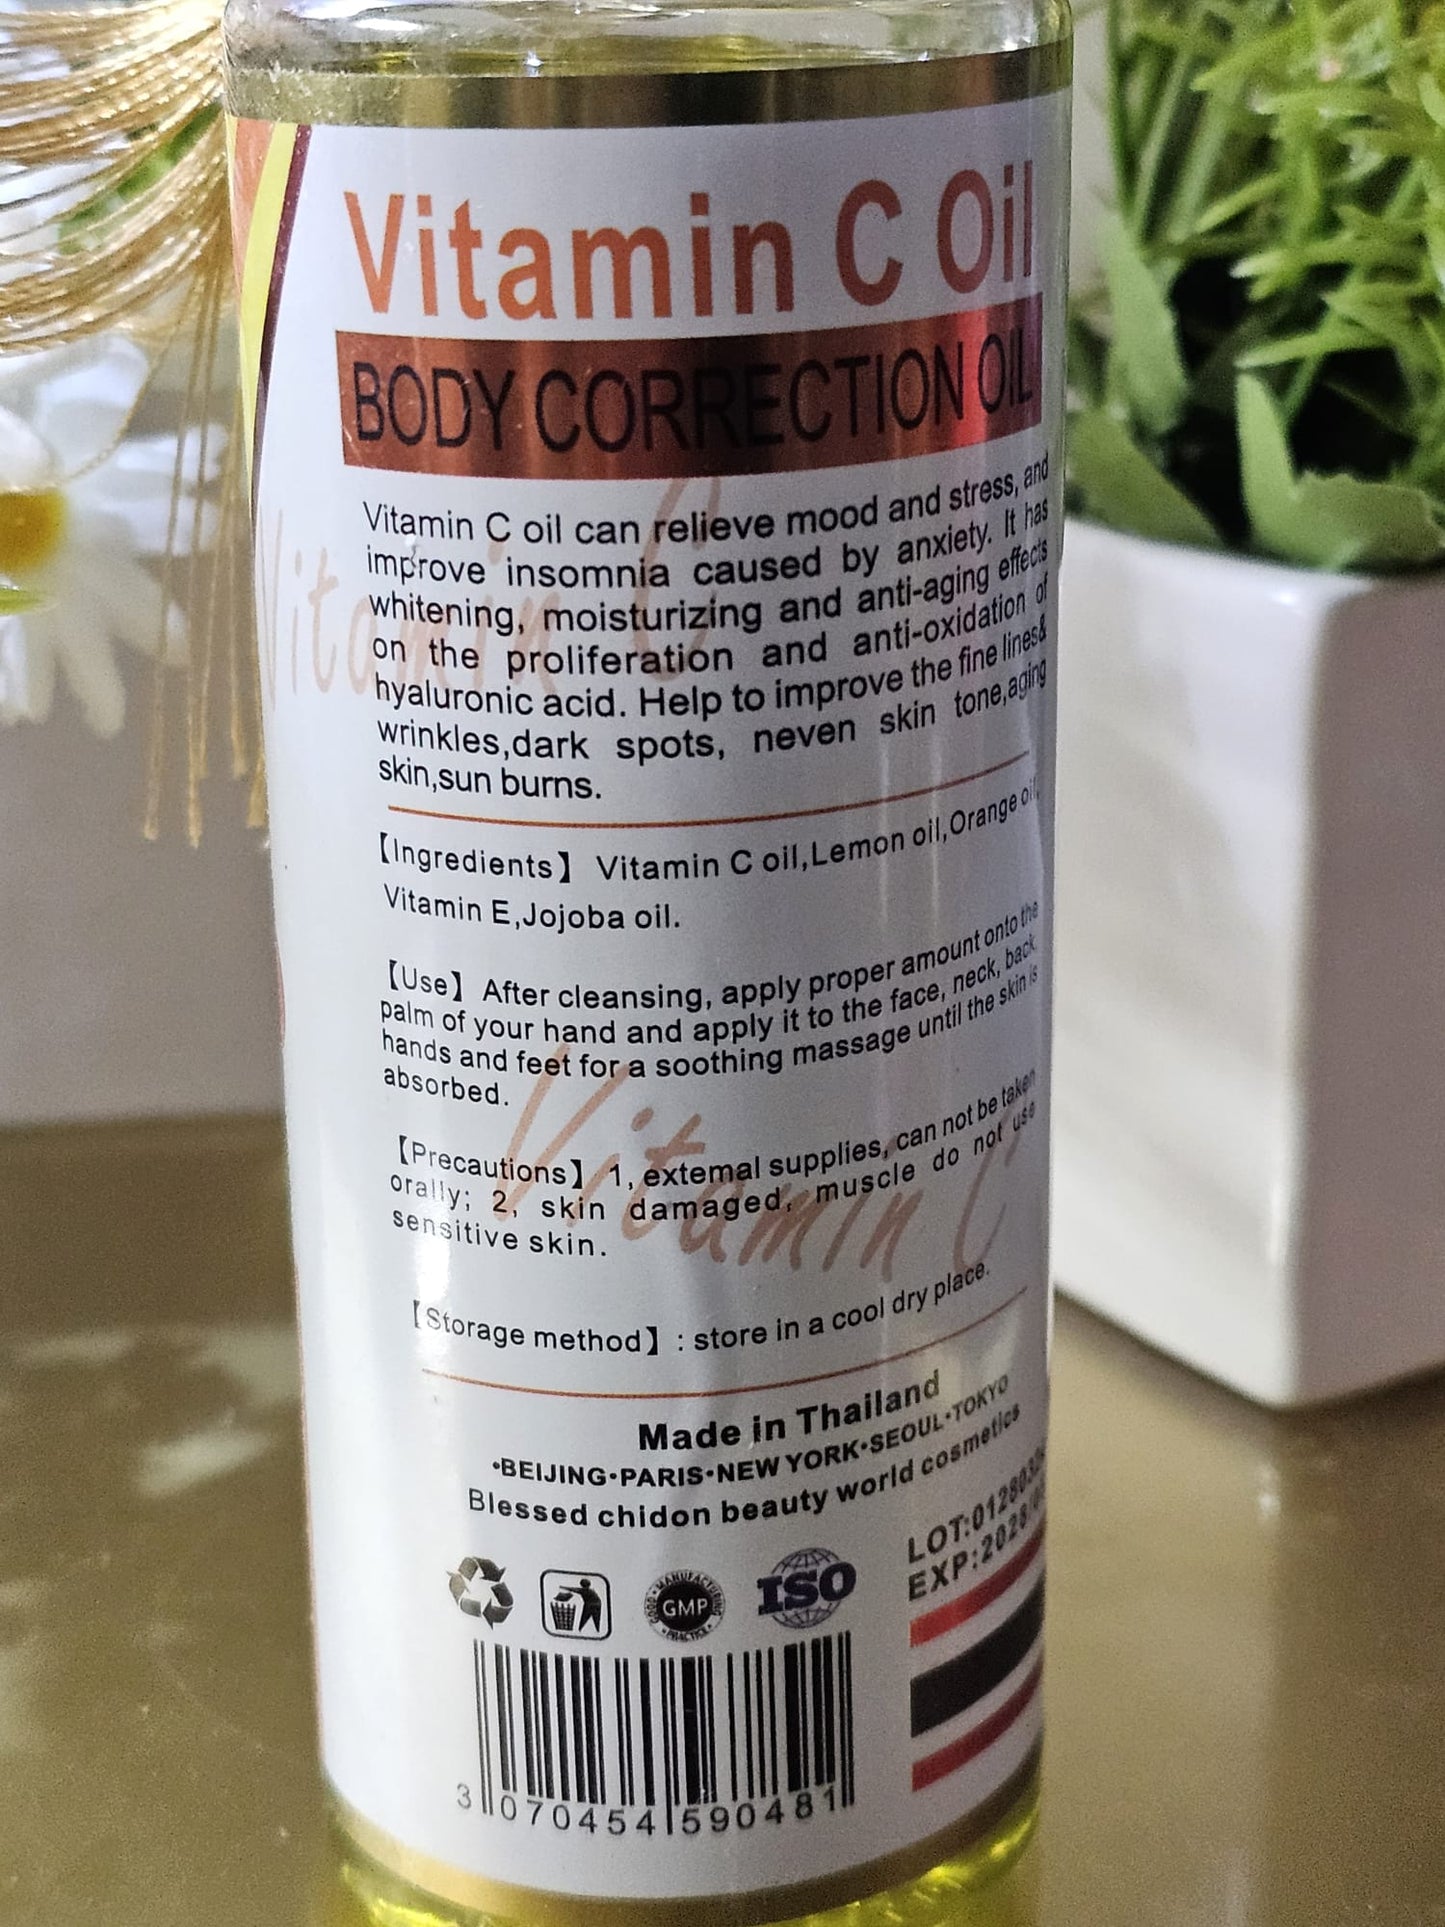 Vitamin C Oil
BODY CORRECTION OIL
Vitamin C oil can relieve mood and stress, and
improve insomnia caused by anxiety. It has
whitening, moisturizing and anti-aging effects
on the proliferation and anti-oxidation of
hyaluronic acid. Help to improve the fine lines&
wrinkles,dark spots, neven skin tone,aging
skin,sun burns.
【Ingredients】 Vitamin C oil,Lemon oil,Orange oil,
Vitamin E,Jojoba oil.
【Use】 After cleansing, apply proper amount onto the
palm of your hand and apply it to the face, neck, back,
hands and feet for a soothing massage until the skin is
absorbed.
【Precautions】 1, extemal supplies, can not be taken
orally; 2, skin damaged, muscle do not use
sensitive skin.
【Storage method】 : store in a cool dry place.
Made in Thailand
•BEIJING•PARIS•NEW YORK•SEOUL•TOKYO
Blessed chidon beauty world cosmetics
LOT:
EXP:
GOOD MANUFACTURING
GMP
PRACTICE
ISO
3 070454 590481
Vitamin C
Vitamin C